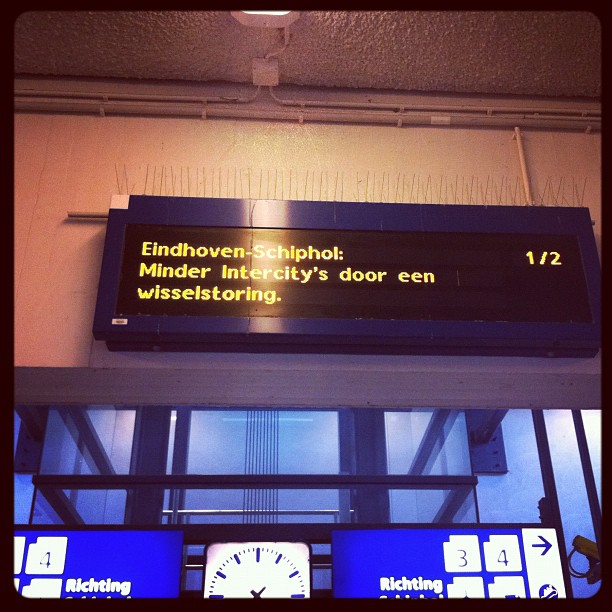 Eindhoven-Schiphol: 1/2
Minder Intercity's door een
wisselstoring.
4
Richting
3 4
Richting